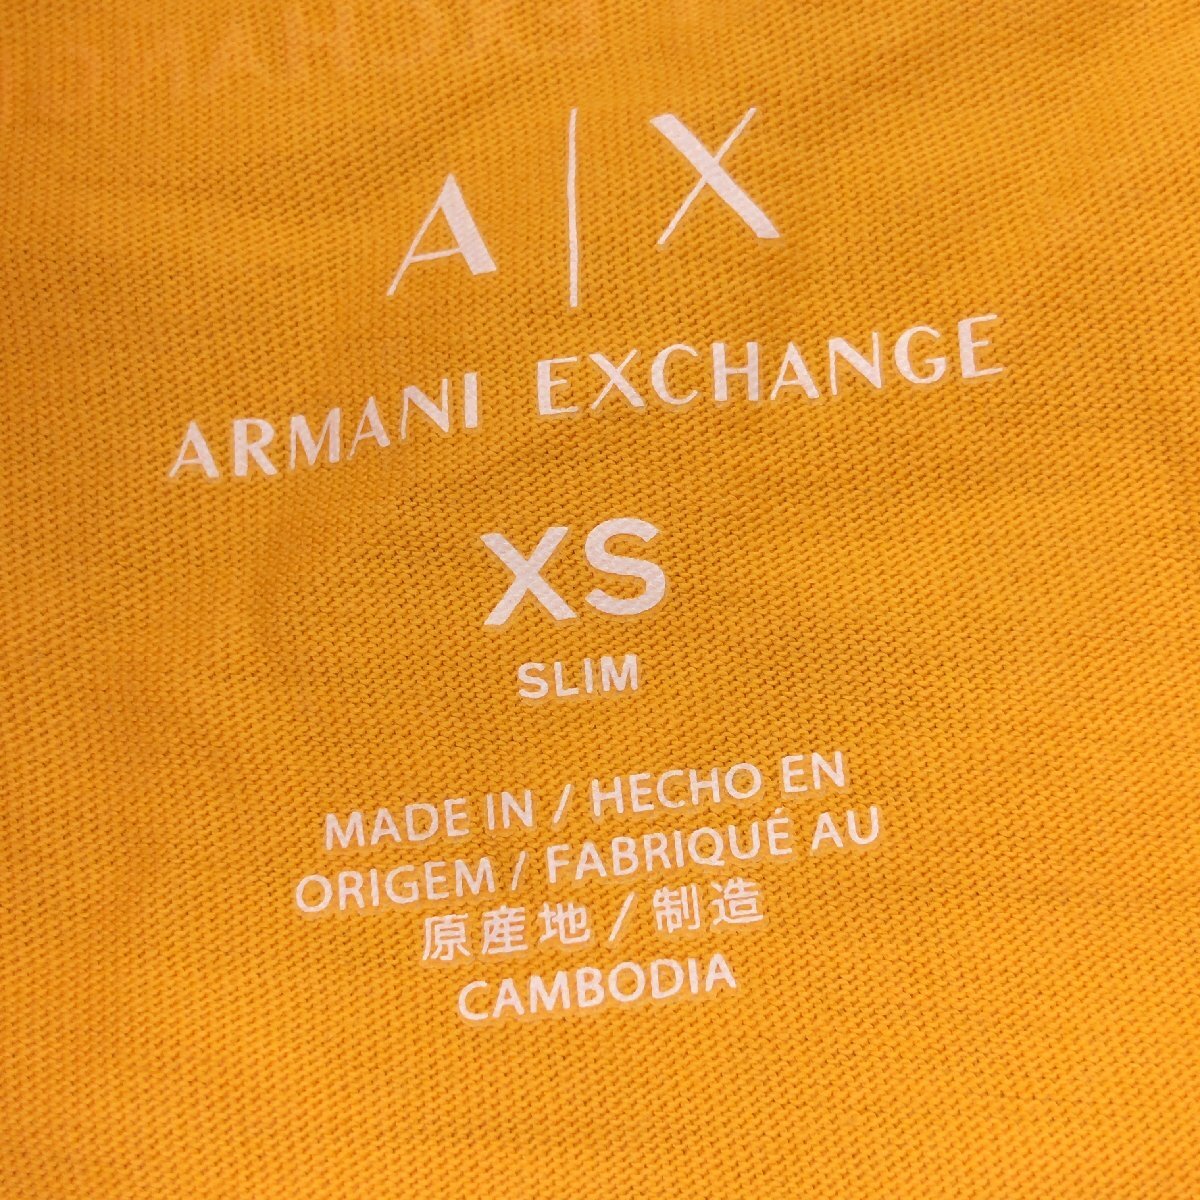 A|X
ARMANI EXCHANGE
XS
SLIM
MADE IN / HECHO EN
ORIGEM / FABRIQUÉ AU
原産地 / 制造
CAMBODIA